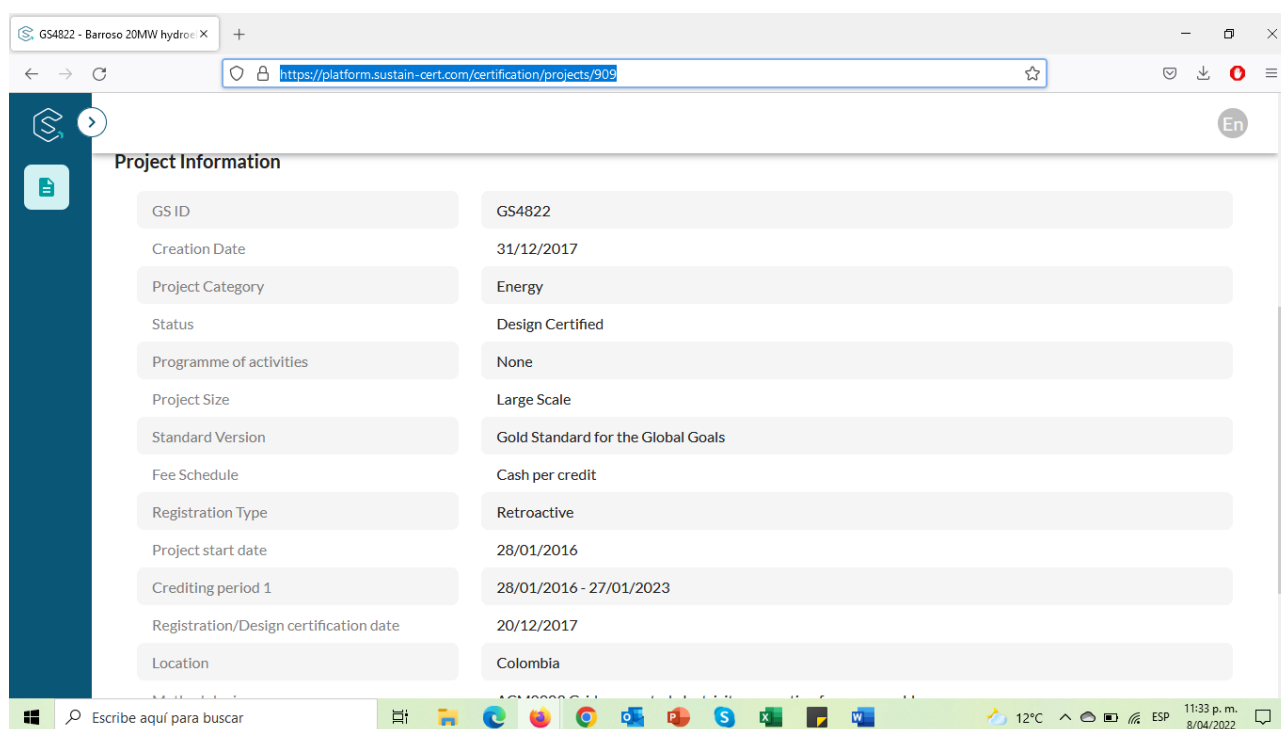 GS4822 - Barroso 20MW hydroel
https://platform.sustain-cert.com/certification/projects/909
En
Project Information
GS ID GS4822
Creation Date 31/12/2017
Project Category Energy
Status Design Certified
Programme of activities None
Project Size Large Scale
Standard Version Gold Standard for the Global Goals
Fee Schedule Cash per credit
Registration Type Retroactive
Project start date 28/01/2016
Crediting period 1 28/01/2016 - 27/01/2023
Registration/Design certification date 20/12/2017
Location Colombia
Escribe aquí para buscar
12°C
ESP
11:33 p. m.
8/04/2022